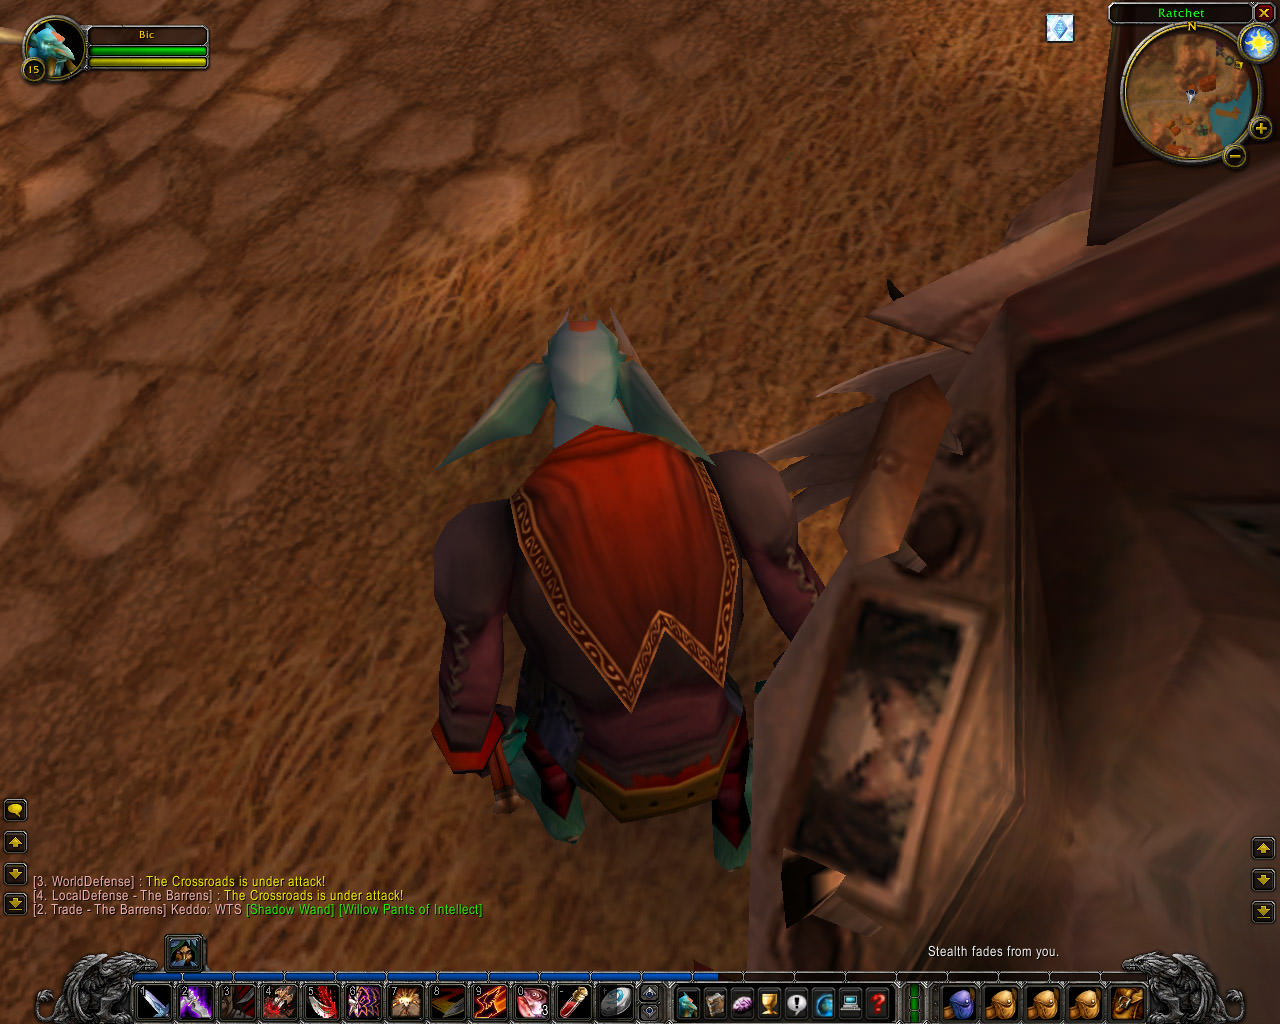 Bic
15
Ratchet
N
[3. WorldDefense] : The Crossroads is under attack!
[4. LocalDefense - The Barrens] : The Crossroads is under attack!
[2. Trade - The Barrens] Keddo: WTS [Shadow Wand] [Willow Pants of Intellect]
Stealth fades from you.
1 2 3 4 5 6 7 8 9 0 -
3